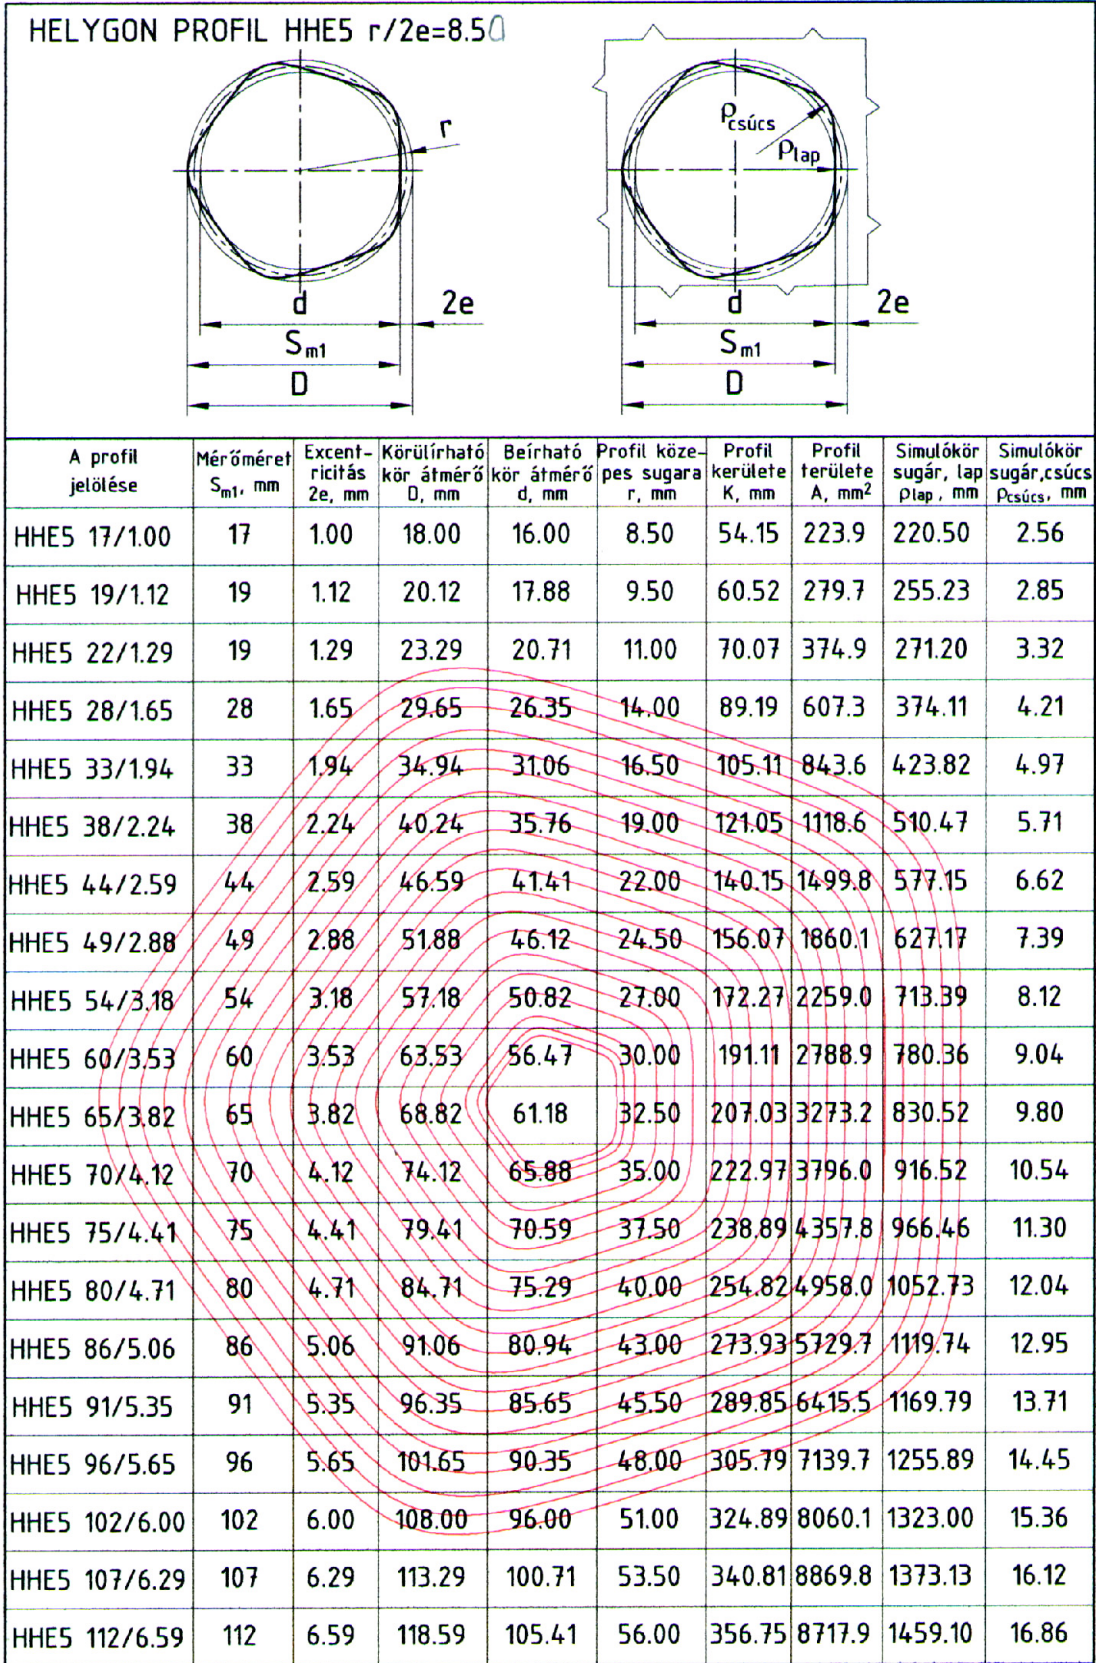 HELYGON PROFIL HHE5 r/2e=8.50
r
ρcsúcs
ρlap
d
2e
Sm1
D
d
2e
Sm1
D
A profil jelölése Mérőméret Sm1, mm Excent-ricitás 2e, mm Körülírható kör átmérő D, mm Beírható kör átmérő d, mm Profil köze-pes sugara r, mm Profil kerülete K, mm Profil területe A, mm² Simulókör sugár, lap ρlap, mm Simulókör sugár,csúcs ρcsúcs, mm
HHE5 17/1.00 17 1.00 18.00 16.00 8.50 54.15 223.9 220.50 2.56
HHE5 19/1.12 19 1.12 20.12 17.88 9.50 60.52 279.7 255.23 2.85
HHE5 22/1.29 19 1.29 23.29 20.71 11.00 70.07 374.9 271.20 3.32
HHE5 28/1.65 28 1.65 29.65 26.35 14.00 89.19 607.3 374.11 4.21
HHE5 33/1.94 33 1.94 34.94 31.06 16.50 105.11 843.6 423.82 4.97
HHE5 38/2.24 38 2.24 40.24 35.76 19.00 121.05 1118.6 510.47 5.71
HHE5 44/2.59 44 2.59 46.59 41.41 22.00 140.15 1499.8 577.15 6.62
HHE5 49/2.88 49 2.88 51.88 46.12 24.50 156.07 1860.1 627.17 7.39
HHE5 54/3.18 54 3.18 57.18 50.82 27.00 172.27 2259.0 713.39 8.12
HHE5 60/3.53 60 3.53 63.53 56.47 30.00 191.11 2788.9 780.36 9.04
HHE5 65/3.82 65 3.82 68.82 61.18 32.50 207.03 3273.2 830.52 9.80
HHE5 70/4.12 70 4.12 74.12 65.88 35.00 222.97 3796.0 916.52 10.54
HHE5 75/4.41 75 4.41 79.41 70.59 37.50 238.89 4357.8 966.46 11.30
HHE5 80/4.71 80 4.71 84.71 75.29 40.00 254.82 4958.0 1052.73 12.04
HHE5 86/5.06 86 5.06 91.06 80.94 43.00 273.93 5729.7 1119.74 12.95
HHE5 91/5.35 91 5.35 96.35 85.65 45.50 289.85 6415.5 1169.79 13.71
HHE5 96/5.65 96 5.65 101.65 90.35 48.00 305.79 7139.7 1255.89 14.45
HHE5 102/6.00 102 6.00 108.00 96.00 51.00 324.89 8060.1 1323.00 15.36
HHE5 107/6.29 107 6.29 113.29 100.71 53.50 340.81 8869.8 1373.13 16.12
HHE5 112/6.59 112 6.59 118.59 105.41 56.00 356.75 8717.9 1459.10 16.86